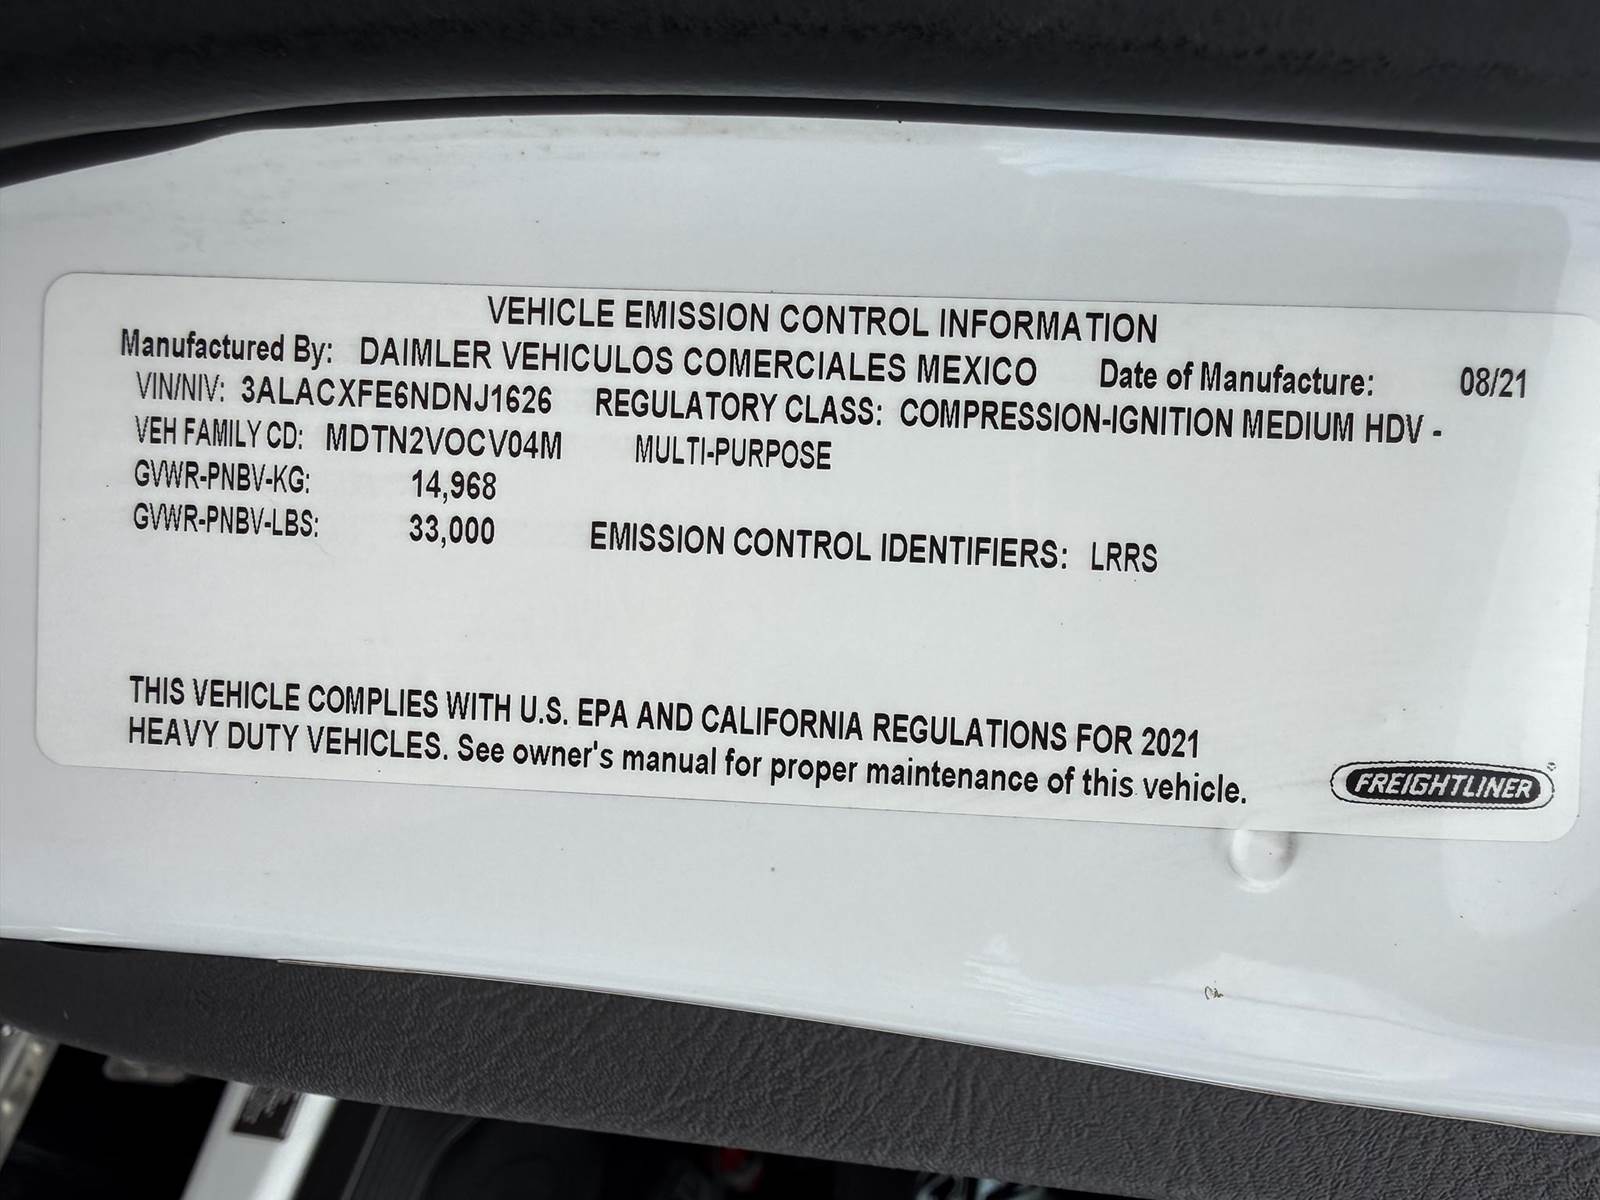 VEHICLE EMISSION CONTROL INFORMATION
Manufactured By: DAIMLER VEHICULOS COMERCIALES MEXICO Date of Manufacture: 08/21
VIN/NIV: 3ALACXFE6NDNJ1626 REGULATORY CLASS: COMPRESSION-IGNITION MEDIUM HDV -
VEH FAMILY CD: MDTN2VOCV04M MULTI-PURPOSE
GVWR-PNBV-KG: 14,968
GVWR-PNBV-LBS: 33,000 EMISSION CONTROL IDENTIFIERS: LRRS
THIS VEHICLE COMPLIES WITH U.S. EPA AND CALIFORNIA REGULATIONS FOR 2021
HEAVY DUTY VEHICLES. See owner's manual for proper maintenance of this vehicle.
FREIGHTLINER